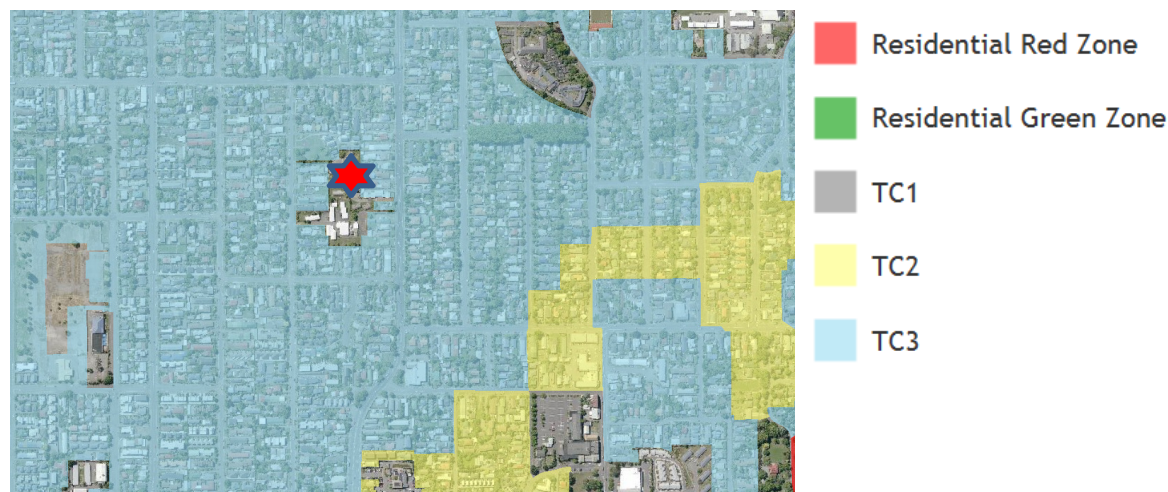 Residential Red Zone
Residential Green Zone
TC1
TC2
TC3